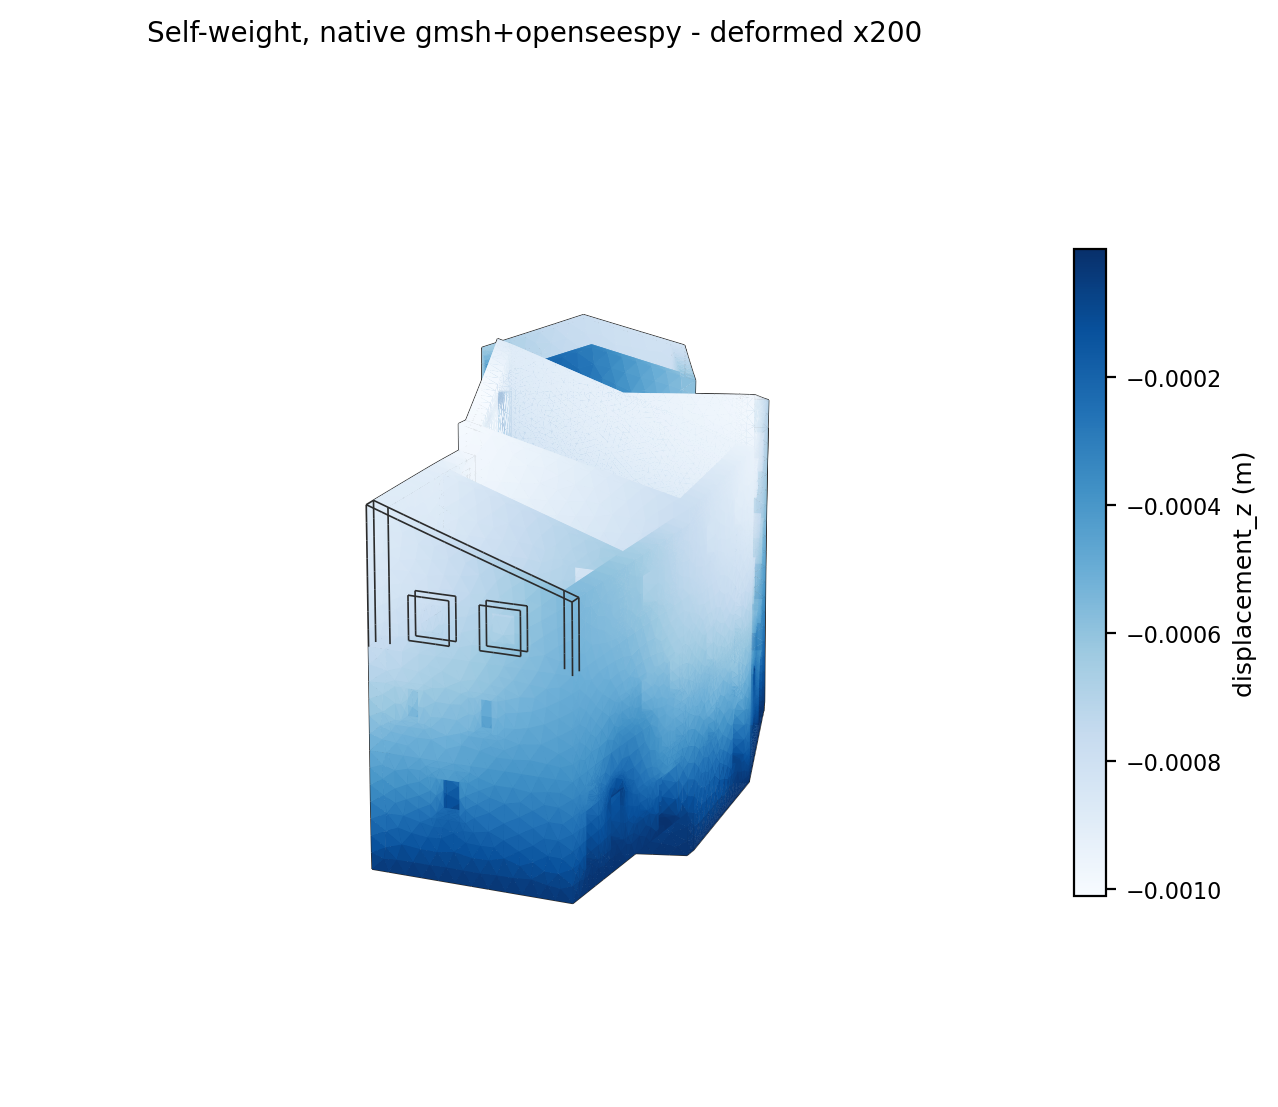 Self-weight, native gmsh+openseespy - deformed x200
−0.0002
−0.0004
−0.0006
−0.0008
−0.0010
displacement_z (m)